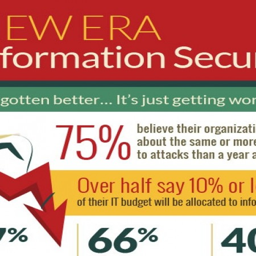 EW ERA
formation Secur
gotten better... It's just getting wor
75%
believe their organizati
about the same or more
to attacks than a year a
Over half say 10% or l
of their IT budget will be allocated to info
7%
66%
40